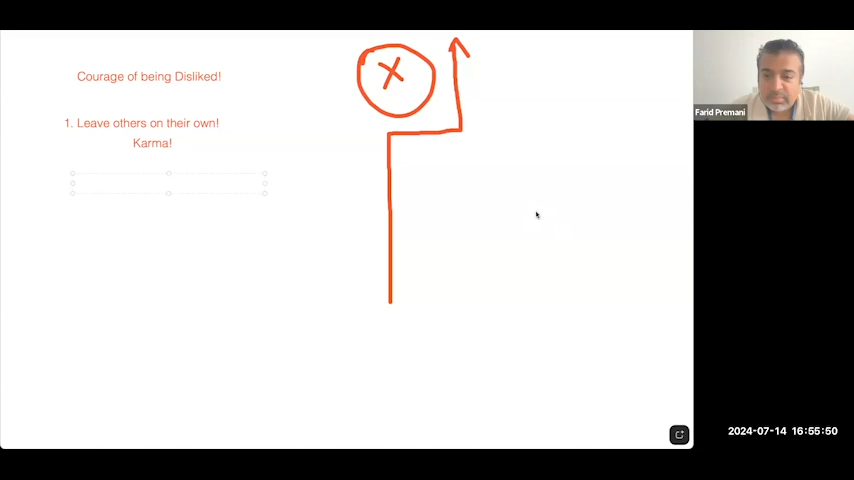 Courage of being Disliked!
1. Leave others on their own!
Karma!
X
Farid Premani
2024-07-14 16:55:50